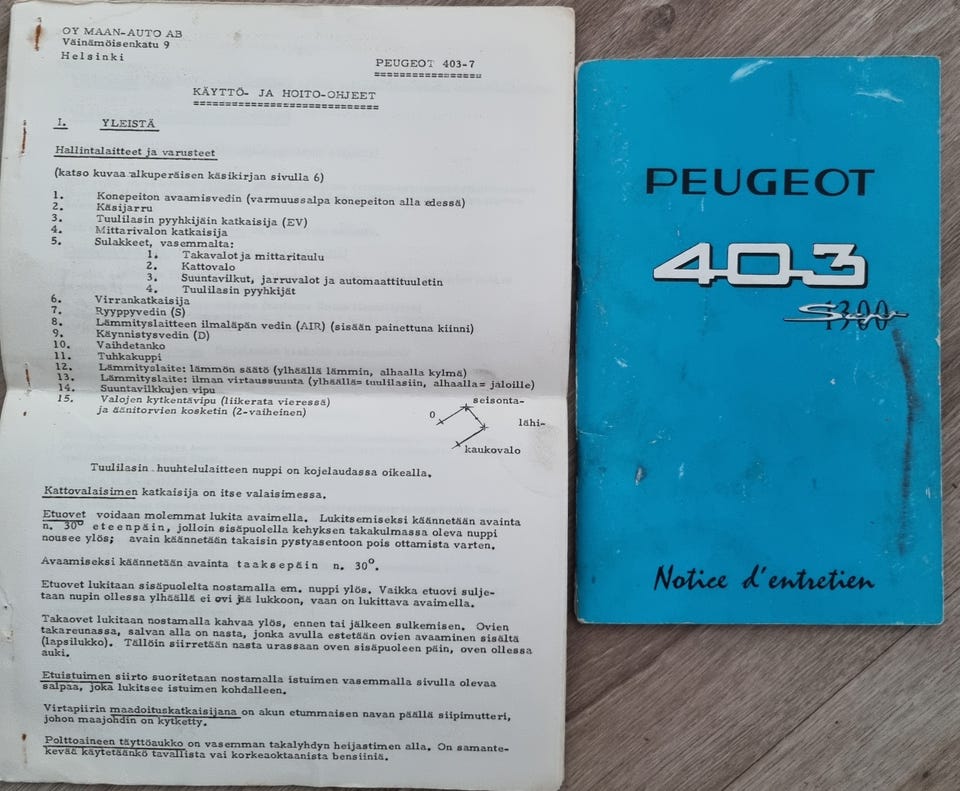 OY MAAN-AUTO AB
Väinämöisenkatu 9
Helsinki
PEUGEOT 403-7
KÄYTTÖ- JA HOITO-OHJEET
I. YLEISTÄ
Hallintalaitteet ja varusteet
(katso kuvaa alkuperäisen käsikirjan sivulla 6)
1. Konepeiton avaamisvedin (varmuussalpa konepeiton alla edessä)
2. Käsijarru
3. Tuulilasin pyyhkijäin katkaisija (EV)
4. Mittarivalon katkaisija
5. Sulakkeet, vasemmalta:
1. Takavalot ja mittaritaulu
2. Kattovalo
3. Suuntavilkut, jarruvalot ja automaattituuletin
4. Tuulilasin pyyhkijät
6. Virrankatkaisija
7. Ryyppyvedin (S)
8. Lämmityslaitteen ilmaläpän vedin (AIR) (sisään painettuna kiinni)
9. Käynnistysvedin (D)
10. Vaihdetanko
11. Tuhkakuppi
12. Lämmityslaite: lämmön säätö (ylhäällä lämmin, alhaalla kylmä)
13. Lämmityslaite: ilman virtaussuunta (ylhäällä= tuulilasiin, alhaalla= jaloille)
14. Suuntavilkkujen vipu
15. Valojen kytkentävipu (liikerata vieressä)
ja äänitorvien kosketin (2-vaiheinen)
0
seisonta-
lähi-
kaukovalo
Tuulilasin huuhtelulaitteen nuppi on kojelaudassa oikealla.
Kattovalaisimen katkaisija on itse valaisimessa.
Etuovet voidaan molemmat lukita avaimella. Lukitsemiseksi käännetään avainta
n. 30° eteenpäin, jolloin sisäpuolella kehyksen takakulmassa oleva nuppi
nousee ylös; avain käännetään takaisin pystyasentoon pois ottamista varten.
Avaamiseksi käännetään avainta taaksepäin n. 30°.
Etuovet lukitaan sisäpuolelta nostamalla em. nuppi ylös. Vaikka etuovi sulje-
taan nupin ollessa ylhäällä ei ovi jää lukkoon, vaan on lukittava avaimella.
Takaovet lukitaan nostamalla kahvaa ylös, ennen tai jälkeen sulkemisen. Ovien
takareunassa, salvan alla on nasta, jonka avulla estetään ovien avaaminen sisältä
(lapsilukko). Tällöin siirretään nasta urassaan oven sisäpuoleen päin, oven ollessa
auki.
Etuistuimen siirto suoritetaan nostamalla istuimen vasemmalla sivulla olevaa
salpaa, joka lukitsee istuimen kohdalleen.
Virtapiirin maadoituskatkaisijana on akun etummaisen navan päällä siipimutteri,
johon maajohdin on kytketty.
Polttoaineen täyttöaukko on vasemman takalyhdyn heijastimen alla. On samante-
kevää käytetäänkö tavallista vai korkeaoktaanista bensiiniä.
PEUGEOT
403
Super
1300
Notice d'entretien